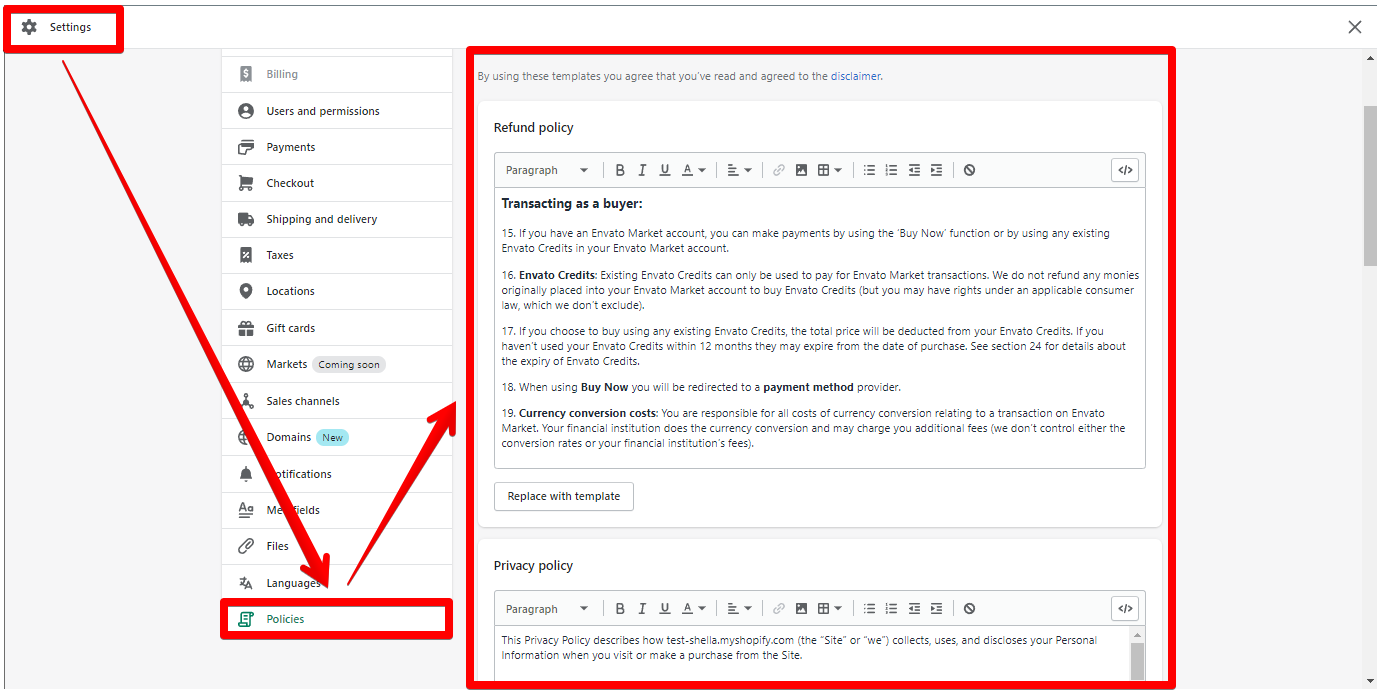 Settings
Billing
Users and permissions
Payments
Checkout
Shipping and delivery
Taxes
Locations
Gift cards
Markets Coming soon
Sales channels
Domains New
otifications
Me fields
Files
Languages
Policies
By using these templates you agree that you've read and agreed to the disclaimer.
Refund policy
Paragraph B I U A </>
Transacting as a buyer:
15. If you have an Envato Market account, you can make payments by using the 'Buy Now' function or by using any existing
Envato Credits in your Envato Market account.
16. Envato Credits: Existing Envato Credits can only be used to pay for Envato Market transactions. We do not refund any monies
originally placed into your Envato Market account to buy Envato Credits (but you may have rights under an applicable consumer
law, which we don't exclude).
17. If you choose to buy using any existing Envato Credits, the total price will be deducted from your Envato Credits. If you
haven't used your Envato Credits within 12 months they may expire from the date of purchase. See section 24 for details about
the expiry of Envato Credits.
18. When using Buy Now you will be redirected to a payment method provider.
19. Currency conversion costs: You are responsible for all costs of currency conversion relating to a transaction on Envato
Market. Your financial institution does the currency conversion and may charge you additional fees (we don't control either the
conversion rates or your financial institution's fees).
Replace with template
Privacy policy
Paragraph B I U A </>
This Privacy Policy describes how test-shella.myshopify.com (the "Site" or "we") collects, uses, and discloses your Personal
Information when you visit or make a purchase from the Site.